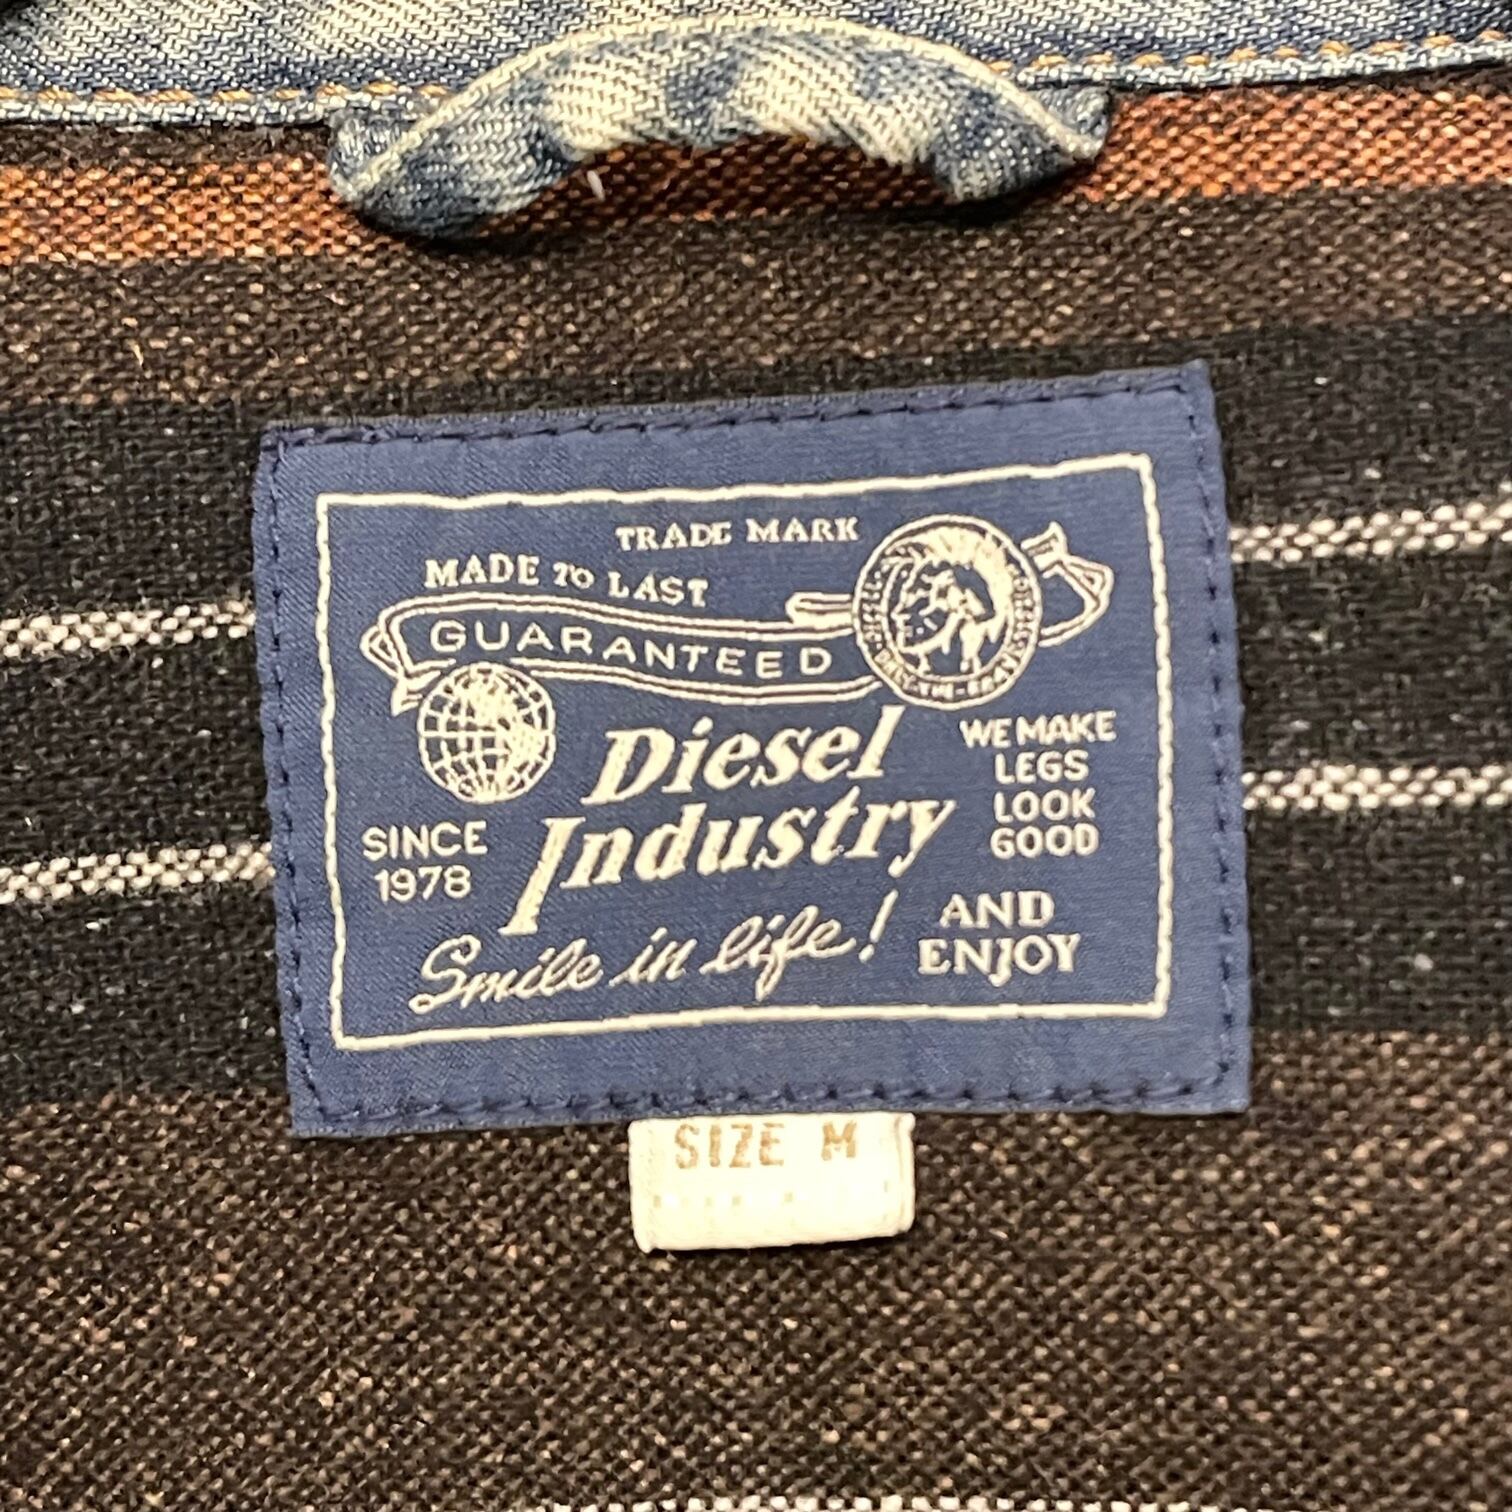 TRADE MARK
MADE TO LAST
GUARANTEED
Diesel
Industry
WE MAKE
LEGS
LOOK
GOOD
SINCE
1978
Smile in life!
AND
ENJOY
SIZE M